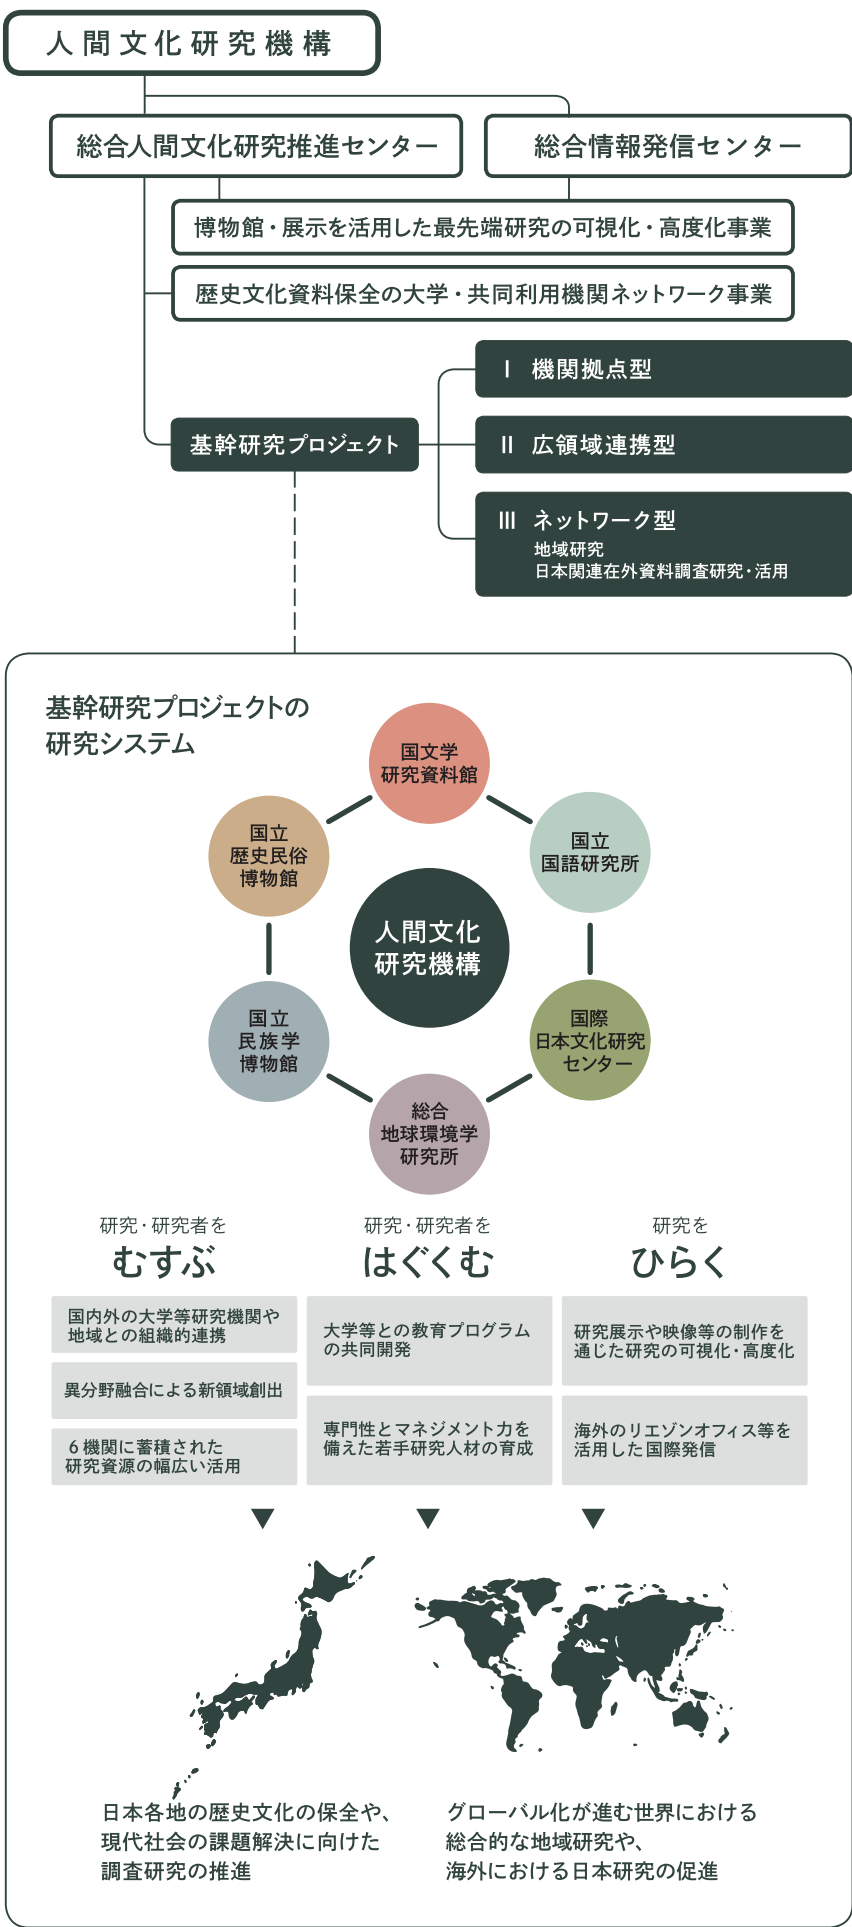 人間文化研究機構
総合人間文化研究推進センター
総合情報発信センター
博物館・展示を活用した最先端研究の可視化・高度化事業
歴史文化資料保全の大学・共同利用機関ネットワーク事業
基幹研究プロジェクト
Ⅰ 機関拠点型
Ⅱ 広領域連携型
Ⅲ ネットワーク型
地域研究
日本関連在外資料調査研究・活用
基幹研究プロジェクトの
研究システム
国文学
研究資料館
国立
国語研究所
国際
日本文化研究
センター
総合
地球環境学
研究所
国立
民族学
博物館
国立
歴史民俗
博物館
人間文化
研究機構
研究・研究者を
むすぶ
国内外の大学等研究機関や
地域との組織的連携
異分野融合による新領域創出
6機関に蓄積された
研究資源の幅広い活用
研究・研究者を
はぐくむ
大学等との教育プログラム
の共同開発
専門性とマネジメント力を
備えた若手研究人材の育成
研究を
ひらく
研究展示や映像等の制作を
通じた研究の可視化・高度化
海外のリエゾンオフィス等を
活用した国際発信
日本各地の歴史文化の保全や、
現代社会の課題解決に向けた
調査研究の推進
グローバル化が進む世界における
総合的な地域研究や、
海外における日本研究の促進